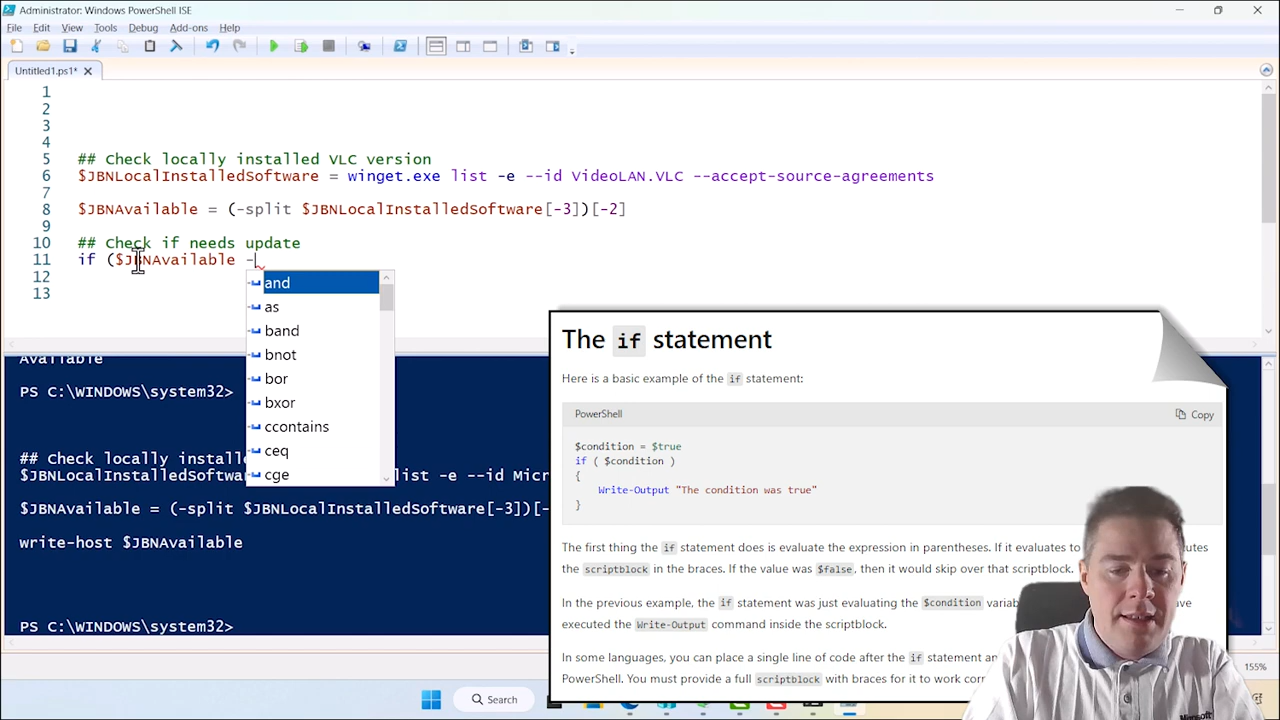 Administrator: Windows PowerShell ISE
File Edit View Tools Debug Add-ons Help
Untitled1.ps1*
1
2
3
4
5 ## Check locally installed VLC version
6 $JBNLocalInstalledSoftware = winget.exe list -e --id VideoLAN.VLC --accept-source-agreements
7
8 $JBNAvailable = (-split $JBNLocalInstalledSoftware[-3])[-2]
9
10 ## Check if needs update
11 if ($JBNAvailable -
12
13
and
as
band
bnot
bor
bxor
ccontains
ceq
cge
Available
PS C:\WINDOWS\system32>
## Check locally install
$JBNLocalInstalledSoftwar list -e --id Micr
$JBNAvailable = (-split $JBNLocalInstalledSoftware[-3])[-
write-host $JBNAvailable
PS C:\WINDOWS\system32>
The if statement
Here is a basic example of the if statement:
PowerShell Copy
$condition = $true
if ( $condition )
{
Write-Output "The condition was true"
}
The first thing the if statement does is evaluate the expression in parentheses. If it evaluates to cutes
the scriptblock in the braces. If the value was $false, then it would skip over that scriptblock.
In the previous example, the if statement was just evaluating the $condition variab ave
executed the Write-Output command inside the scriptblock.
In some languages, you can place a single line of code after the if statement an
PowerShell. You must provide a full scriptblock with braces for it to work corr
155%
Search
Microsoft